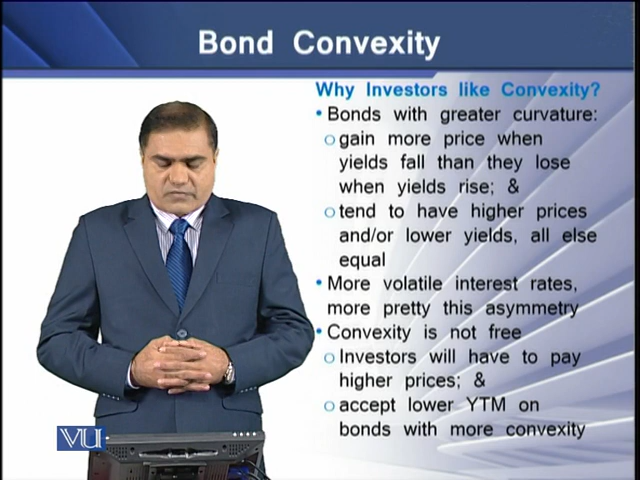 Bond Convexity
Why Investors like Convexity?
• Bonds with greater curvature:
o gain more price when
yields fall than they lose
when yields rise; &
o tend to have higher prices
and/or lower yields, all else
equal
• More volatile interest rates,
more pretty this asymmetry
• Convexity is not free
o Investors will have to pay
higher prices; &
o accept lower YTM on
bonds with more convexity
VU